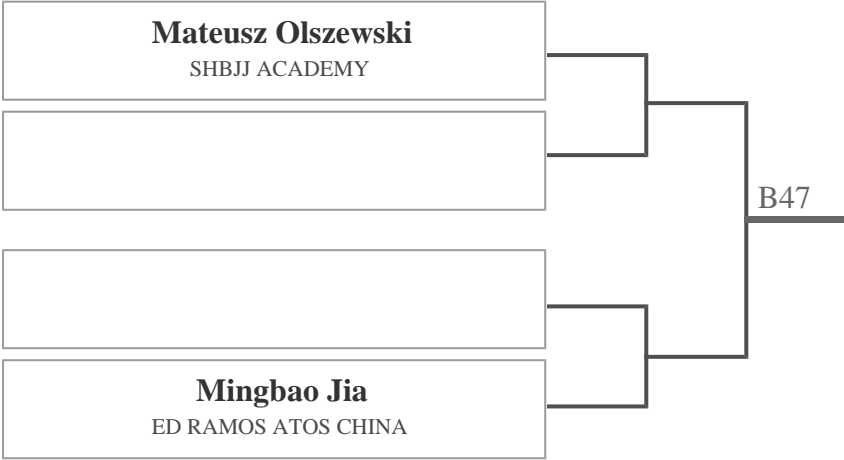 Mateusz Olszewski
SHBJJ ACADEMY
B47
Mingbao Jia
ED RAMOS ATOS CHINA